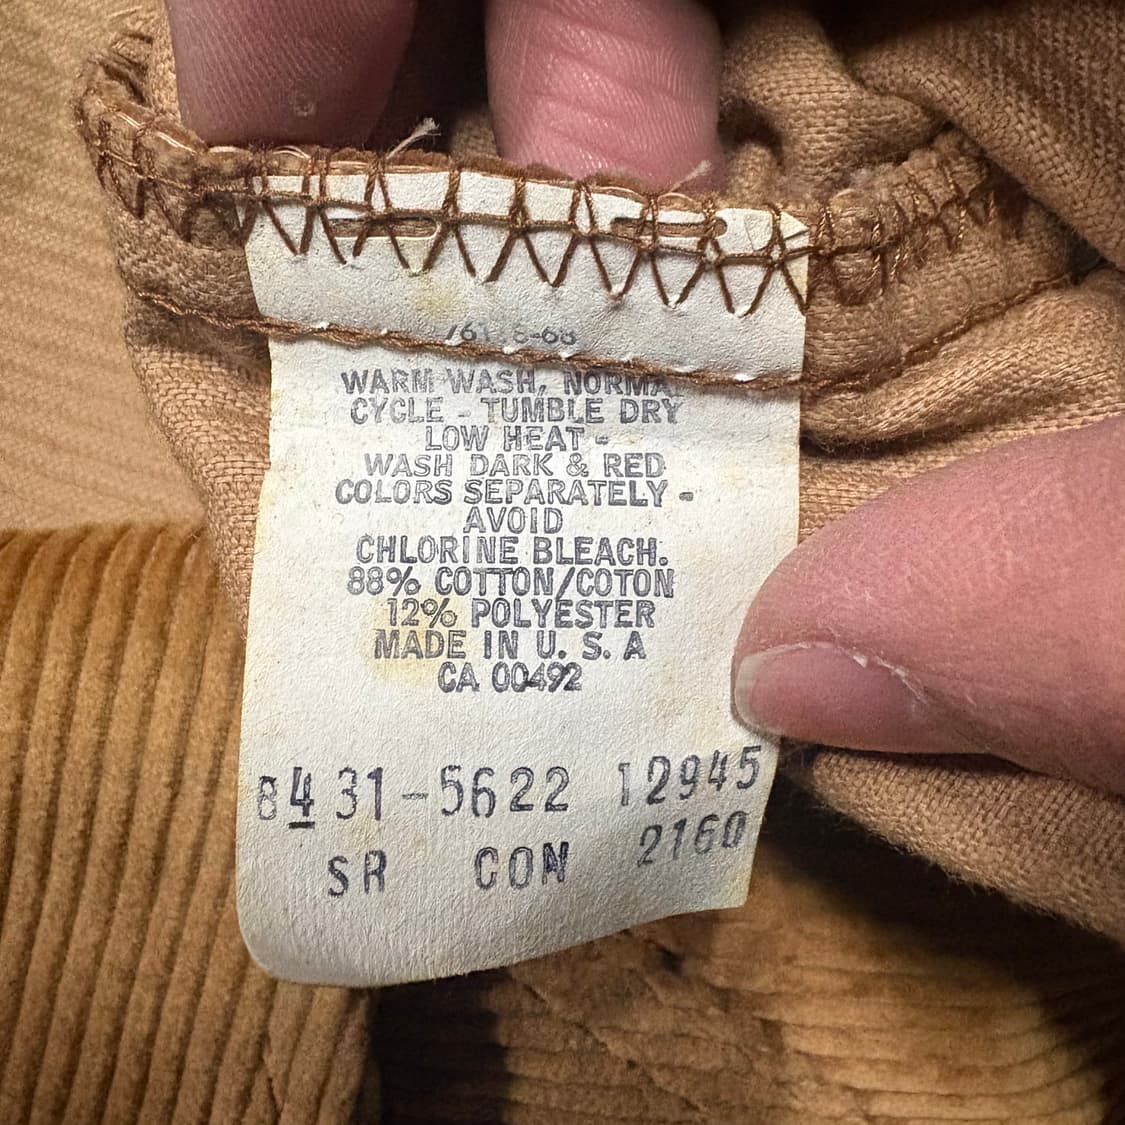 WARM WASH, NORMA
CYCLE - TUMBLE DRY
LOW HEAT -
WASH DARK & RED
COLORS SEPARATELY -
AVOID
CHLORINE BLEACH.
88% COTTON/COTON
12% POLYESTER
MADE IN U. S. A
CA 00492
8431-5622 12945
SR CON 2160